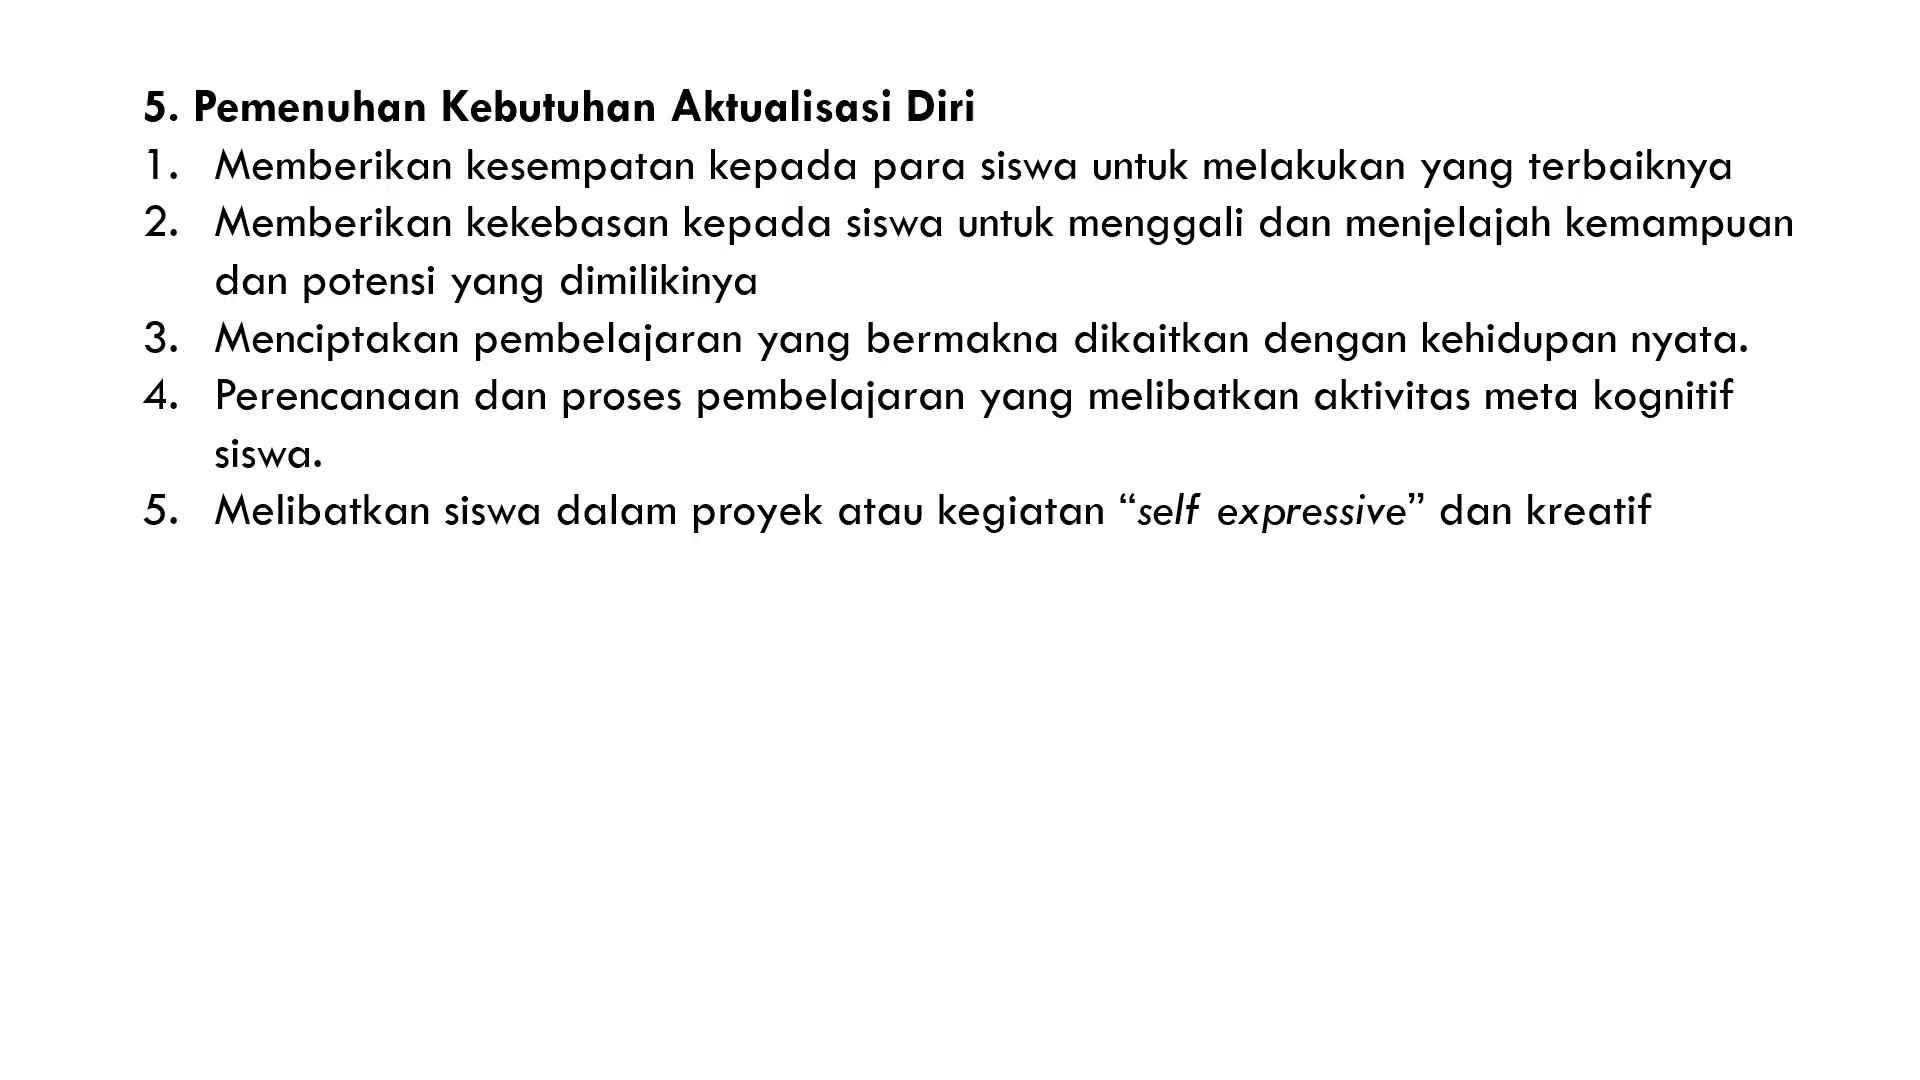 5. Pemenuhan Kebutuhan Aktualisasi Diri
1. Memberikan kesempatan kepada para siswa untuk melakukan yang terbaiknya
2. Memberikan kekebasan kepada siswa untuk menggali dan menjelajah kemampuan
dan potensi yang dimilikinya
3. Menciptakan pembelajaran yang bermakna dikaitkan dengan kehidupan nyata.
4. Perencanaan dan proses pembelajaran yang melibatkan aktivitas meta kognitif
siswa.
5. Melibatkan siswa dalam proyek atau kegiatan “self expressive” dan kreatif